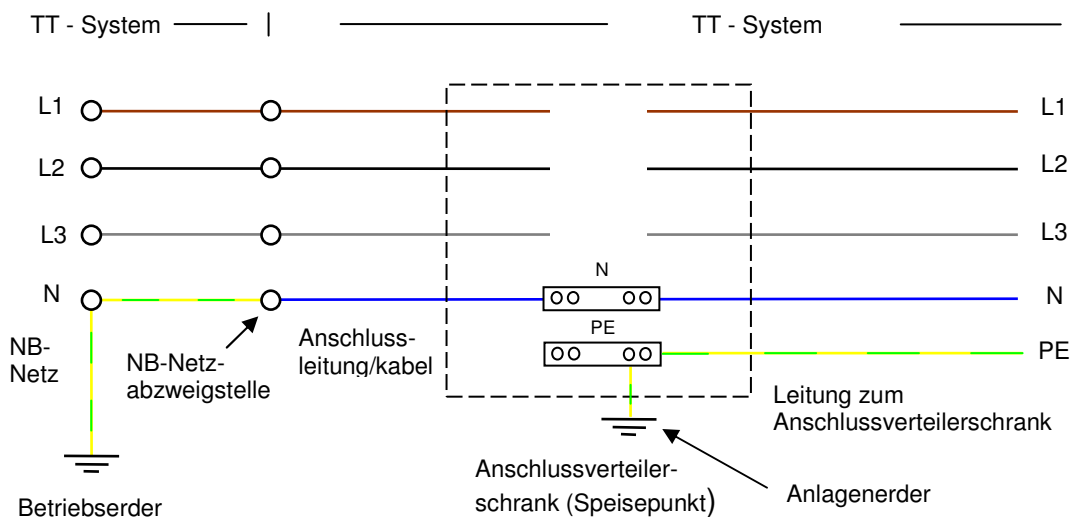 TT - System
TT - System
L1
L1
L2
L2
L3
L3
N
N
N
PE
PE
NB-
Netz
NB-Netz-
abzweigstelle
Anschluss-
leitung/kabel
Leitung zum
Anschlussverteilerschrank
Anschlussverteiler-
schrank (Speisepunkt)
Anlagenerder
Betriebserder